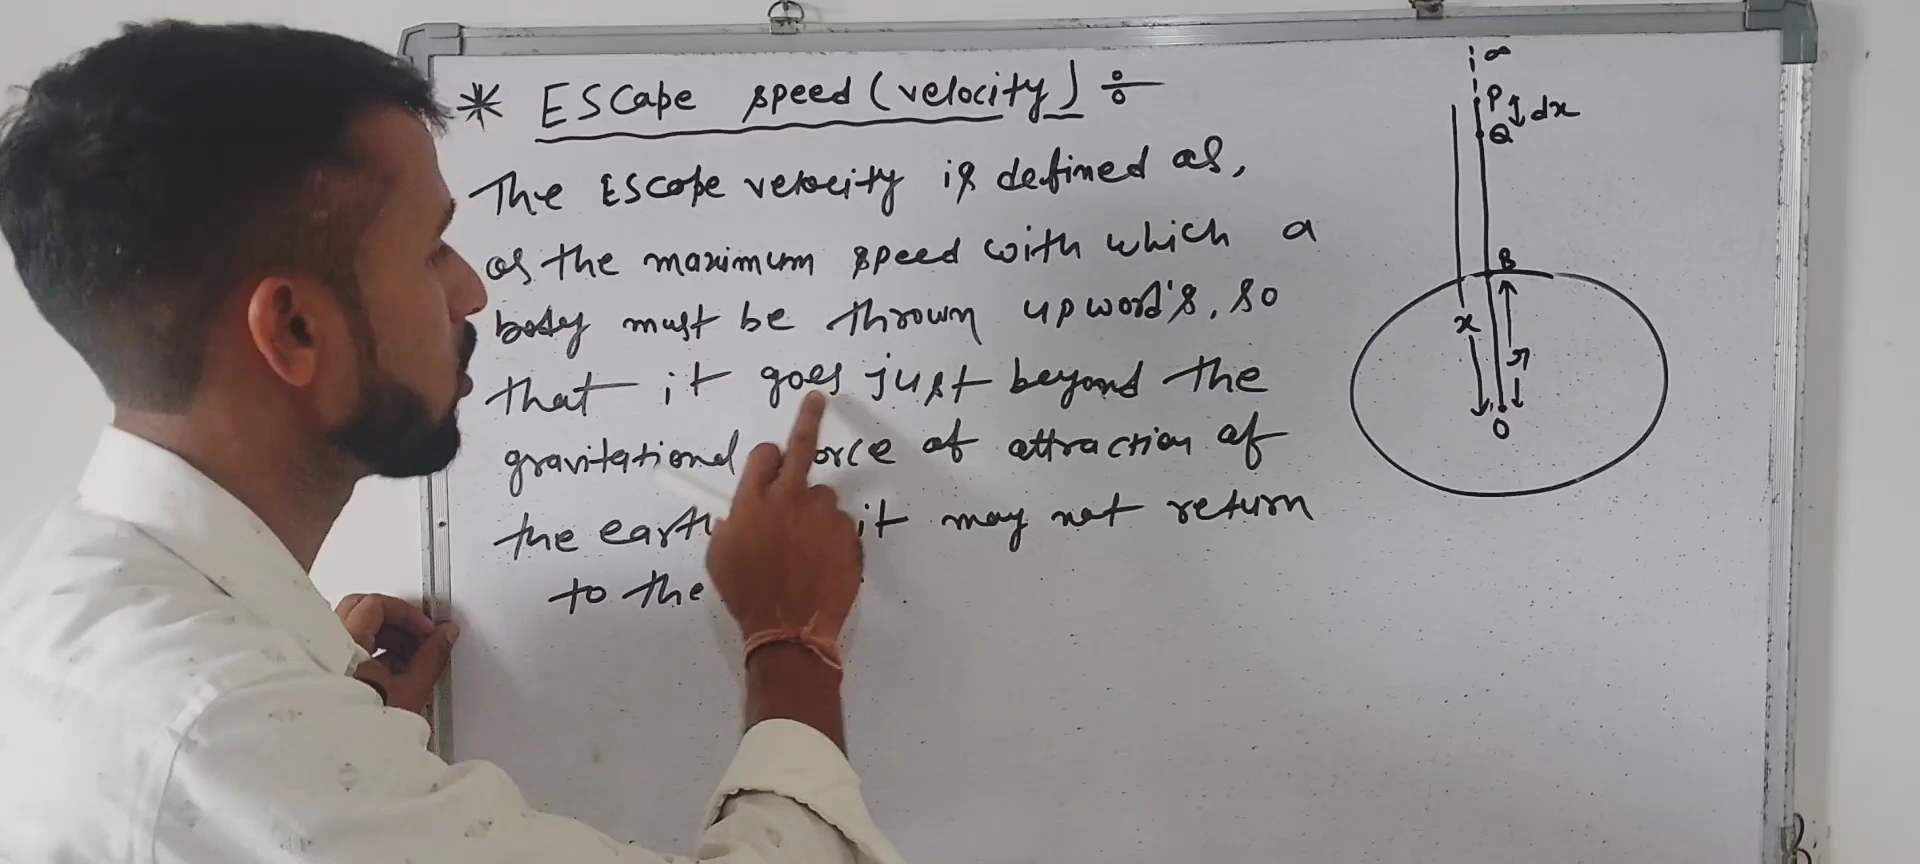 * Escape speed (velocity) ÷
The Escape velocity is defined as,
as the maximum speed with which a
body must be thrown upword's, so
that it goes just beyond the
gravitational orce of attraction of
the earth it may not return
to the
∞
P
dx
Q
B
x
r
O